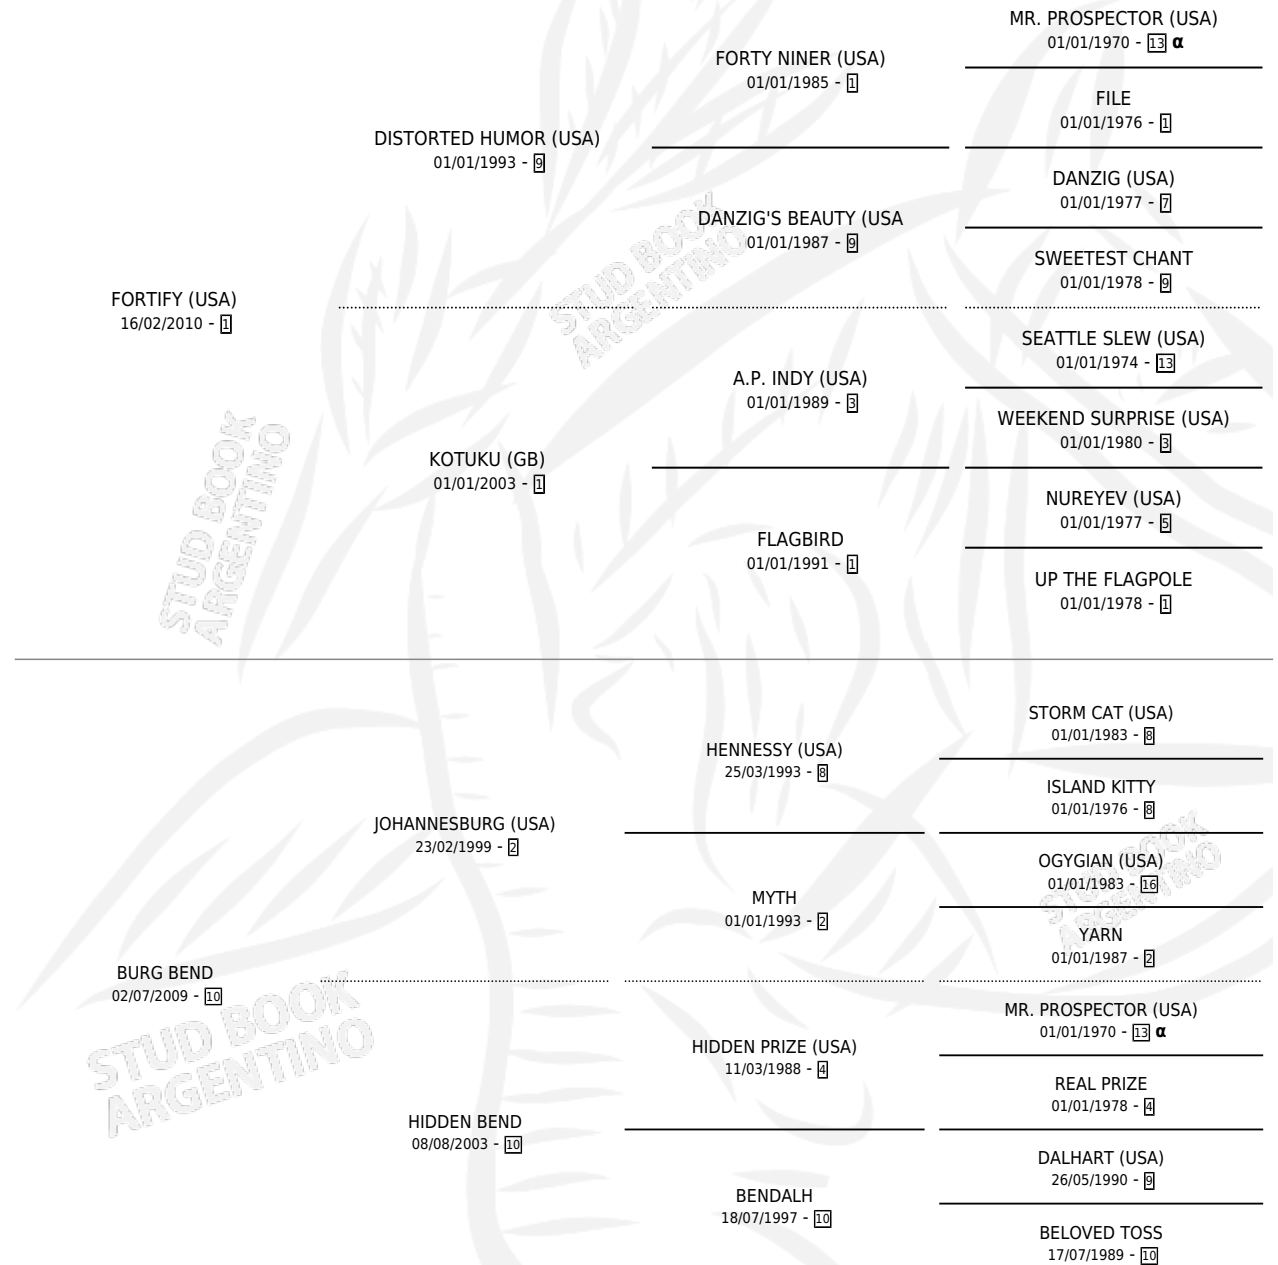 MR. PROSPECTOR (USA)
01/01/1970 - 13 α
FORTY NINER (USA)
01/01/1985 - 1
FILE
01/01/1976 - 1
DISTORTED HUMOR (USA)
01/01/1993 - 9
DANZIG (USA)
01/01/1977 - 7
DANZIG'S BEAUTY (USA
01/01/1987 - 9
SWEETEST CHANT
01/01/1978 - 9
FORTIFY (USA)
16/02/2010 - 1
SEATTLE SLEW (USA)
01/01/1974 - 13
A.P. INDY (USA)
01/01/1989 - 3
WEEKEND SURPRISE (USA)
01/01/1980 - 3
KOTUKU (GB)
01/01/2003 - 1
NUREYEV (USA)
01/01/1977 - 5
FLAGBIRD
01/01/1991 - 1
UP THE FLAGPOLE
01/01/1978 - 1
STORM CAT (USA)
01/01/1983 - 8
HENNESSY (USA)
25/03/1993 - 8
ISLAND KITTY
01/01/1976 - 8
JOHANNESBURG (USA)
23/02/1999 - 2
OGYGIAN (USA)
01/01/1983 - 16
MYTH
01/01/1993 - 2
YARN
01/01/1987 - 2
BURG BEND
02/07/2009 - 10
MR. PROSPECTOR (USA)
01/01/1970 - 13 α
HIDDEN PRIZE (USA)
11/03/1988 - 4
REAL PRIZE
01/01/1978 - 4
HIDDEN BEND
08/08/2003 - 10
DALHART (USA)
26/05/1990 - 9
BENDALH
18/07/1997 - 10
BELOVED TOSS
17/07/1989 - 10
STUD BOOK
ARGENTINO
STUD BOOK
ARGENTINO
STUD BOOK
ARGENTINO
STUD BOOK
ARGENTINO